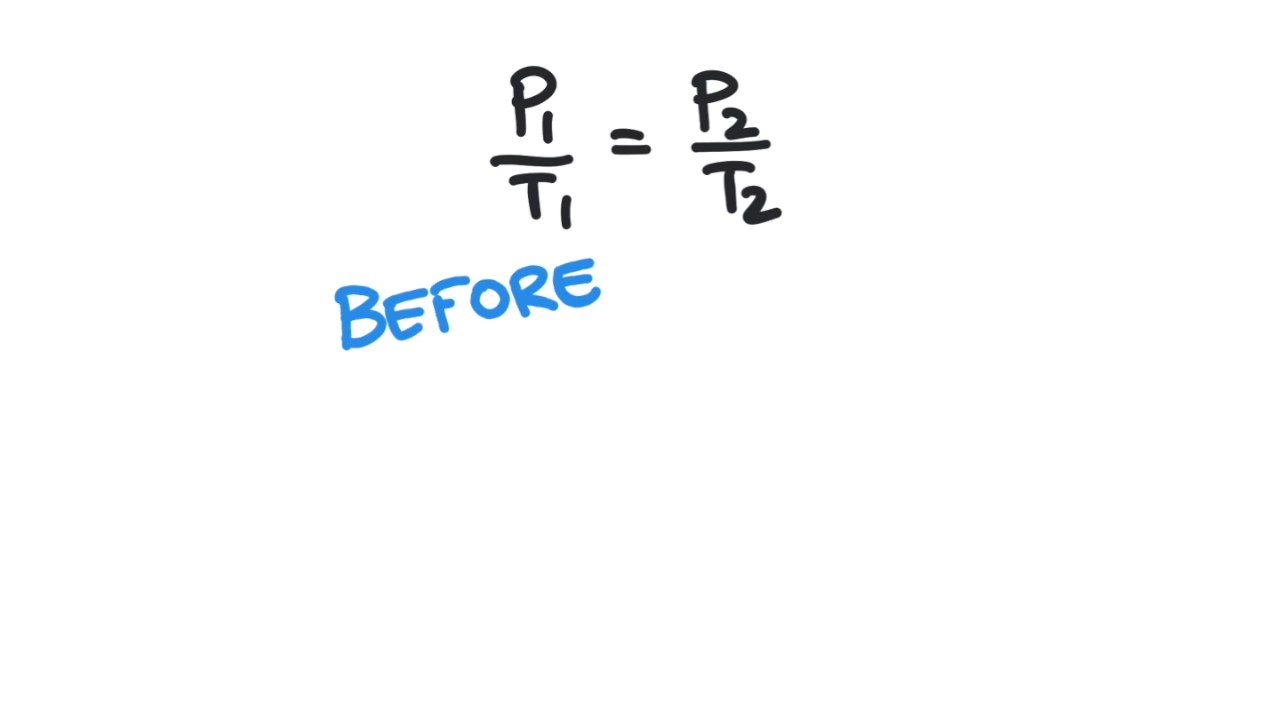 P₁/T₁ = P₂/T₂
BEFORE